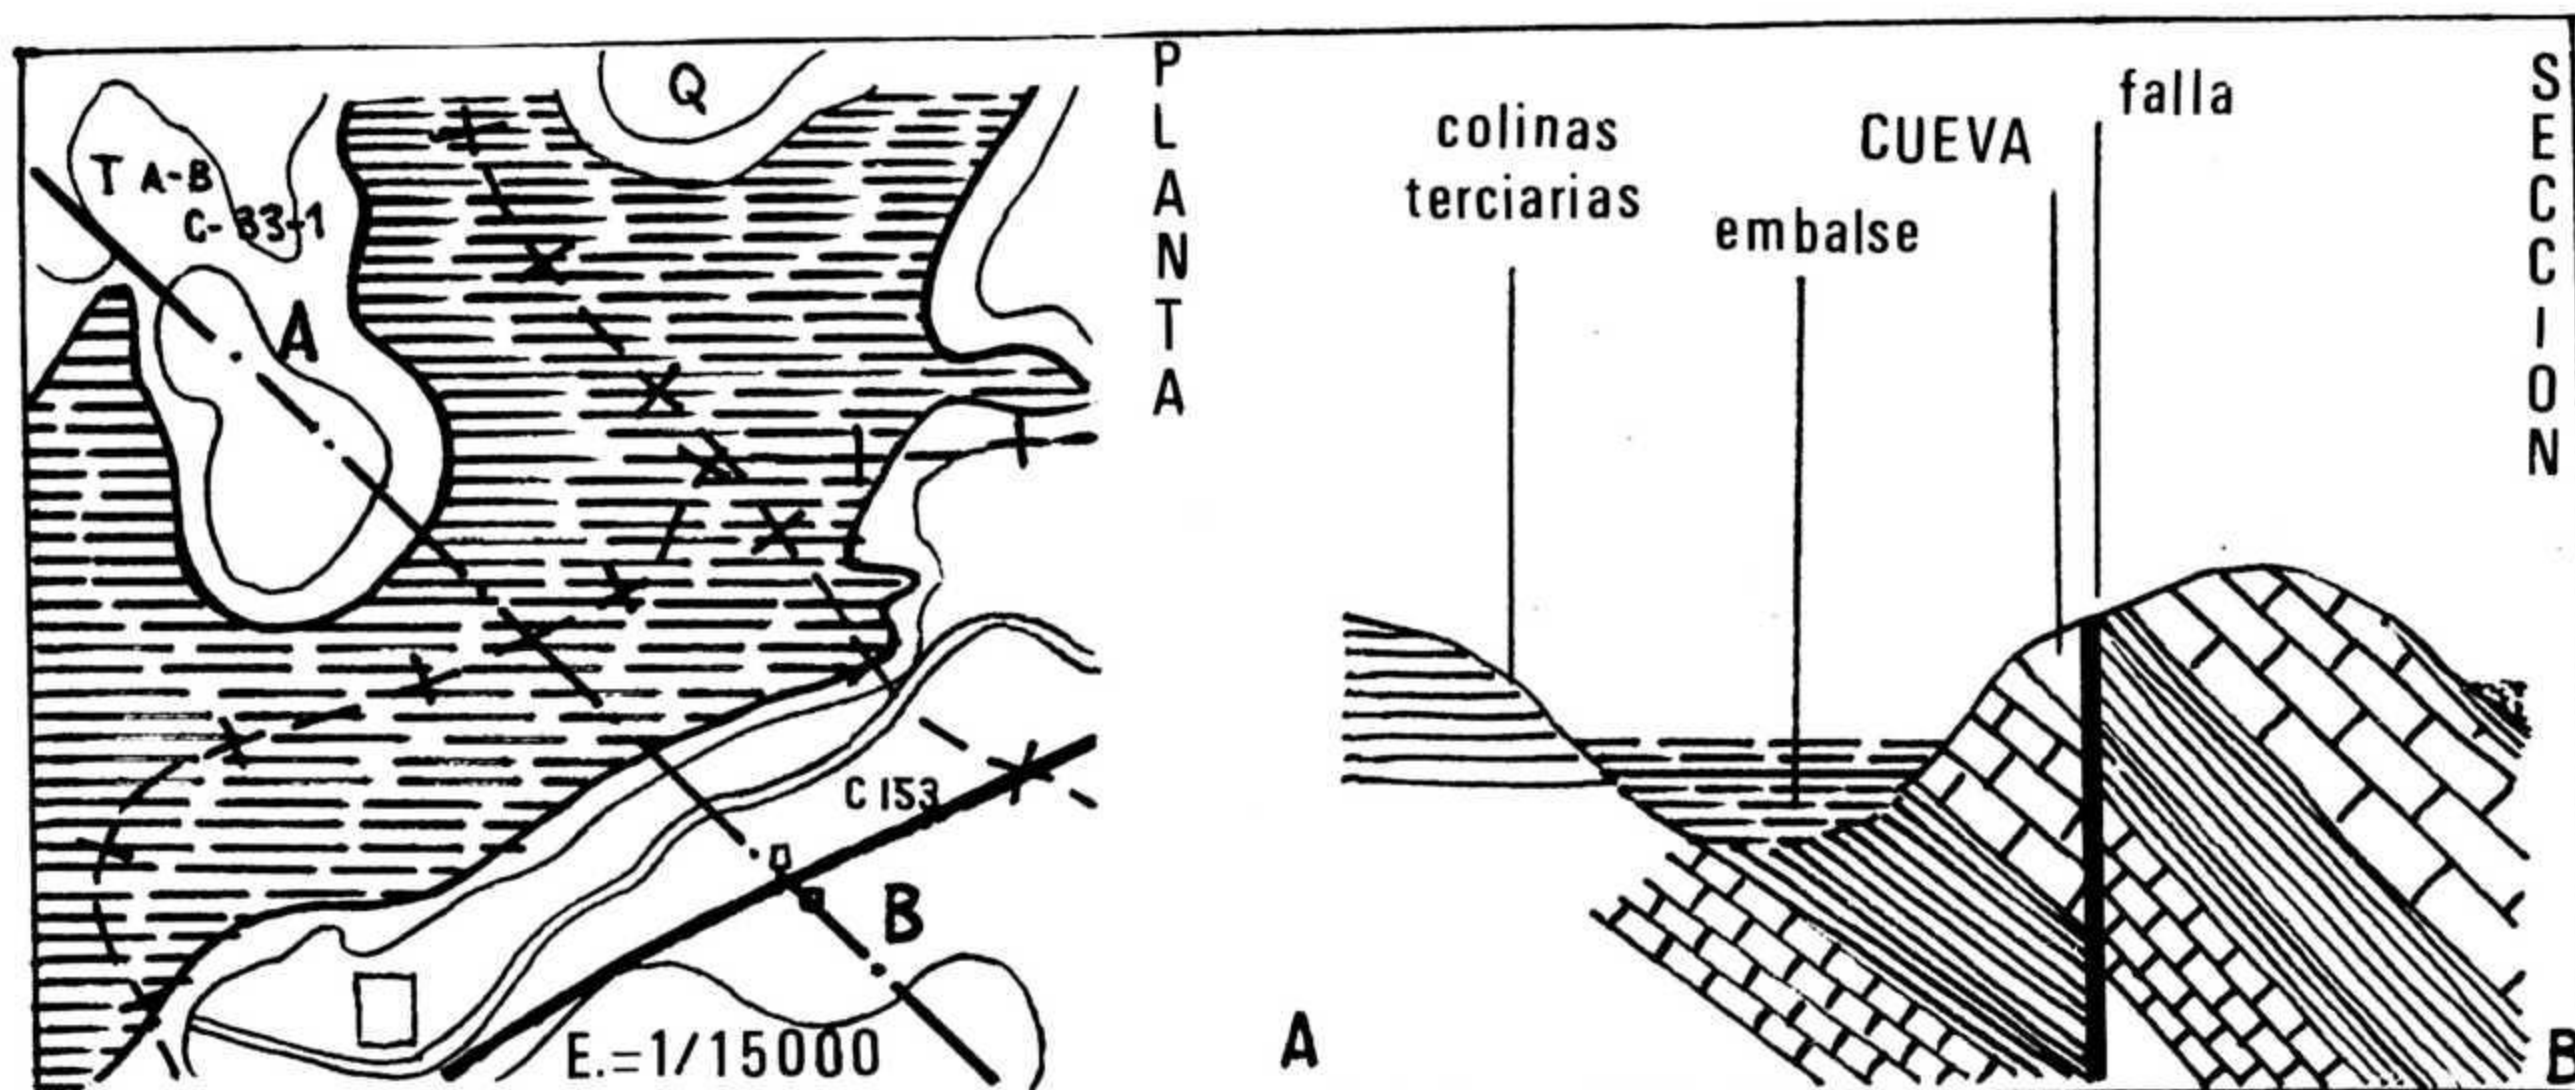 Q
T A-B
C-33-1
A
C 153
B
E.=1/15000
PLANTA
colinas
terciarias
embalse
CUEVA
falla
SECCION
A
B